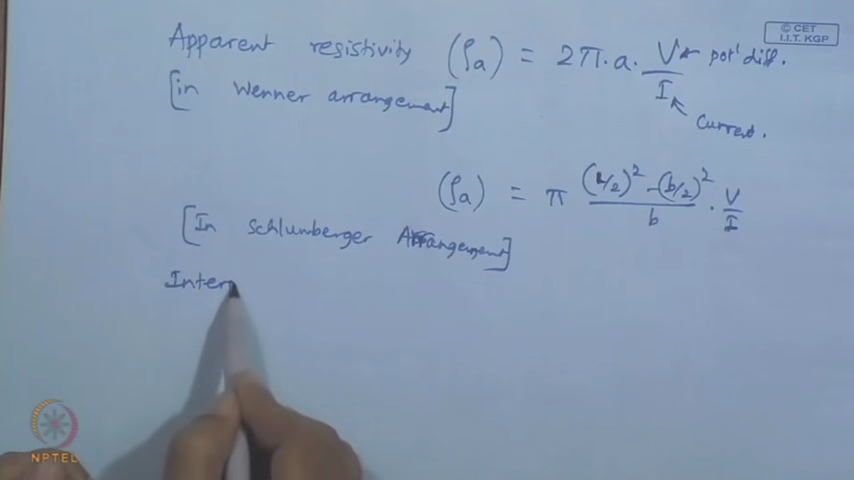 © CET
I.I.T. KGP
Apparent resistivity (ρa) = 2π.a. V/I ← pot' diff.
[in Wenner arrangement]
← Current.
(ρa) = π ((L/2)² - (b/2)²)/b . V/I
[In Schlumberger Arrangement]
Inter
NPTEL